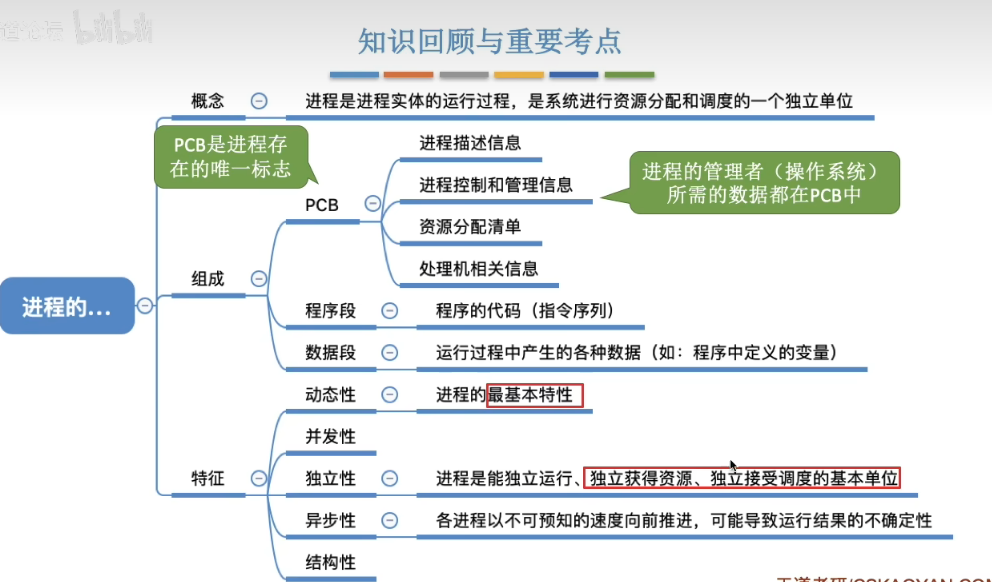 bilibili
知识回顾与重要考点
概念
进程是进程实体的运行过程，是系统进行资源分配和调度的一个独立单位
PCB是进程存
在的唯一标志
进程描述信息
进程控制和管理信息
进程的管理者（操作系统）
所需的数据都在PCB中
PCB
资源分配清单
处理机相关信息
组成
进程的...
程序段
程序的代码（指令序列）
数据段
运行过程中产生的各种数据（如：程序中定义的变量）
动态性
进程的最基本特性
并发性
特征
独立性
进程是能独立运行、独立获得资源、独立接受调度的基本单位
异步性
各进程以不可预知的速度向前推进，可能导致运行结果的不确定性
结构性